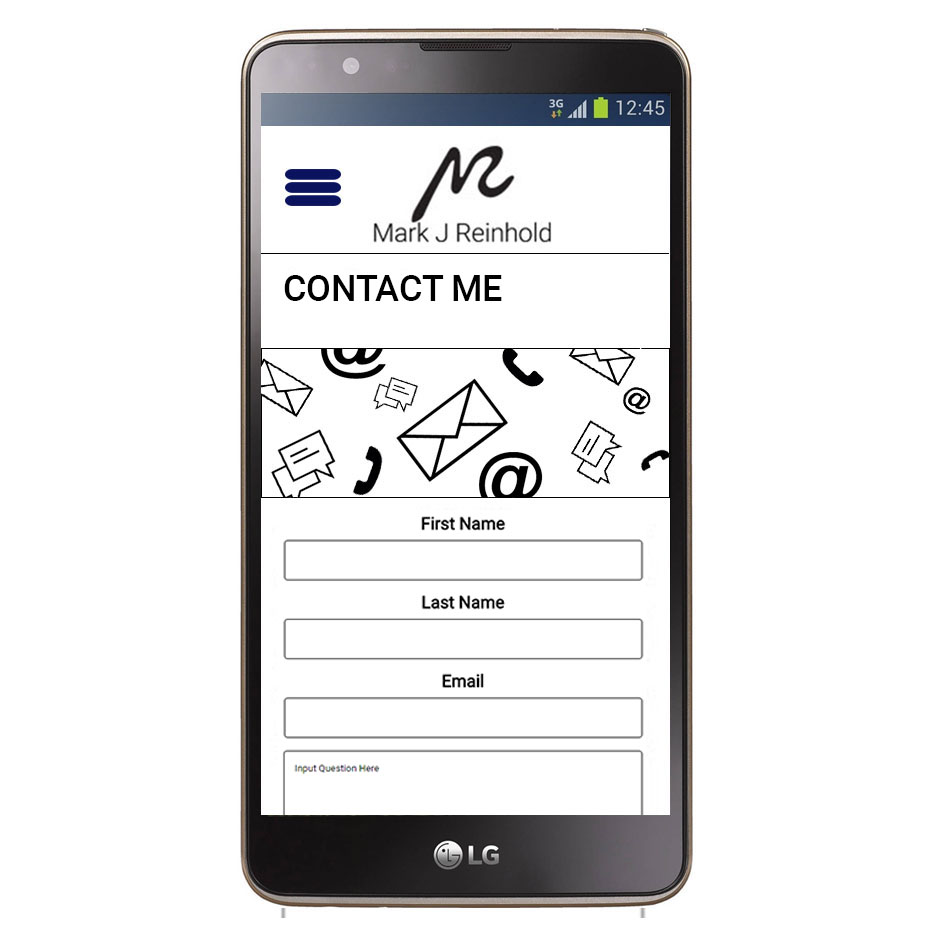 3G 12:45
Mark J Reinhold
CONTACT ME
@
@
@
First Name
Last Name
Email
Input Question Here
LG